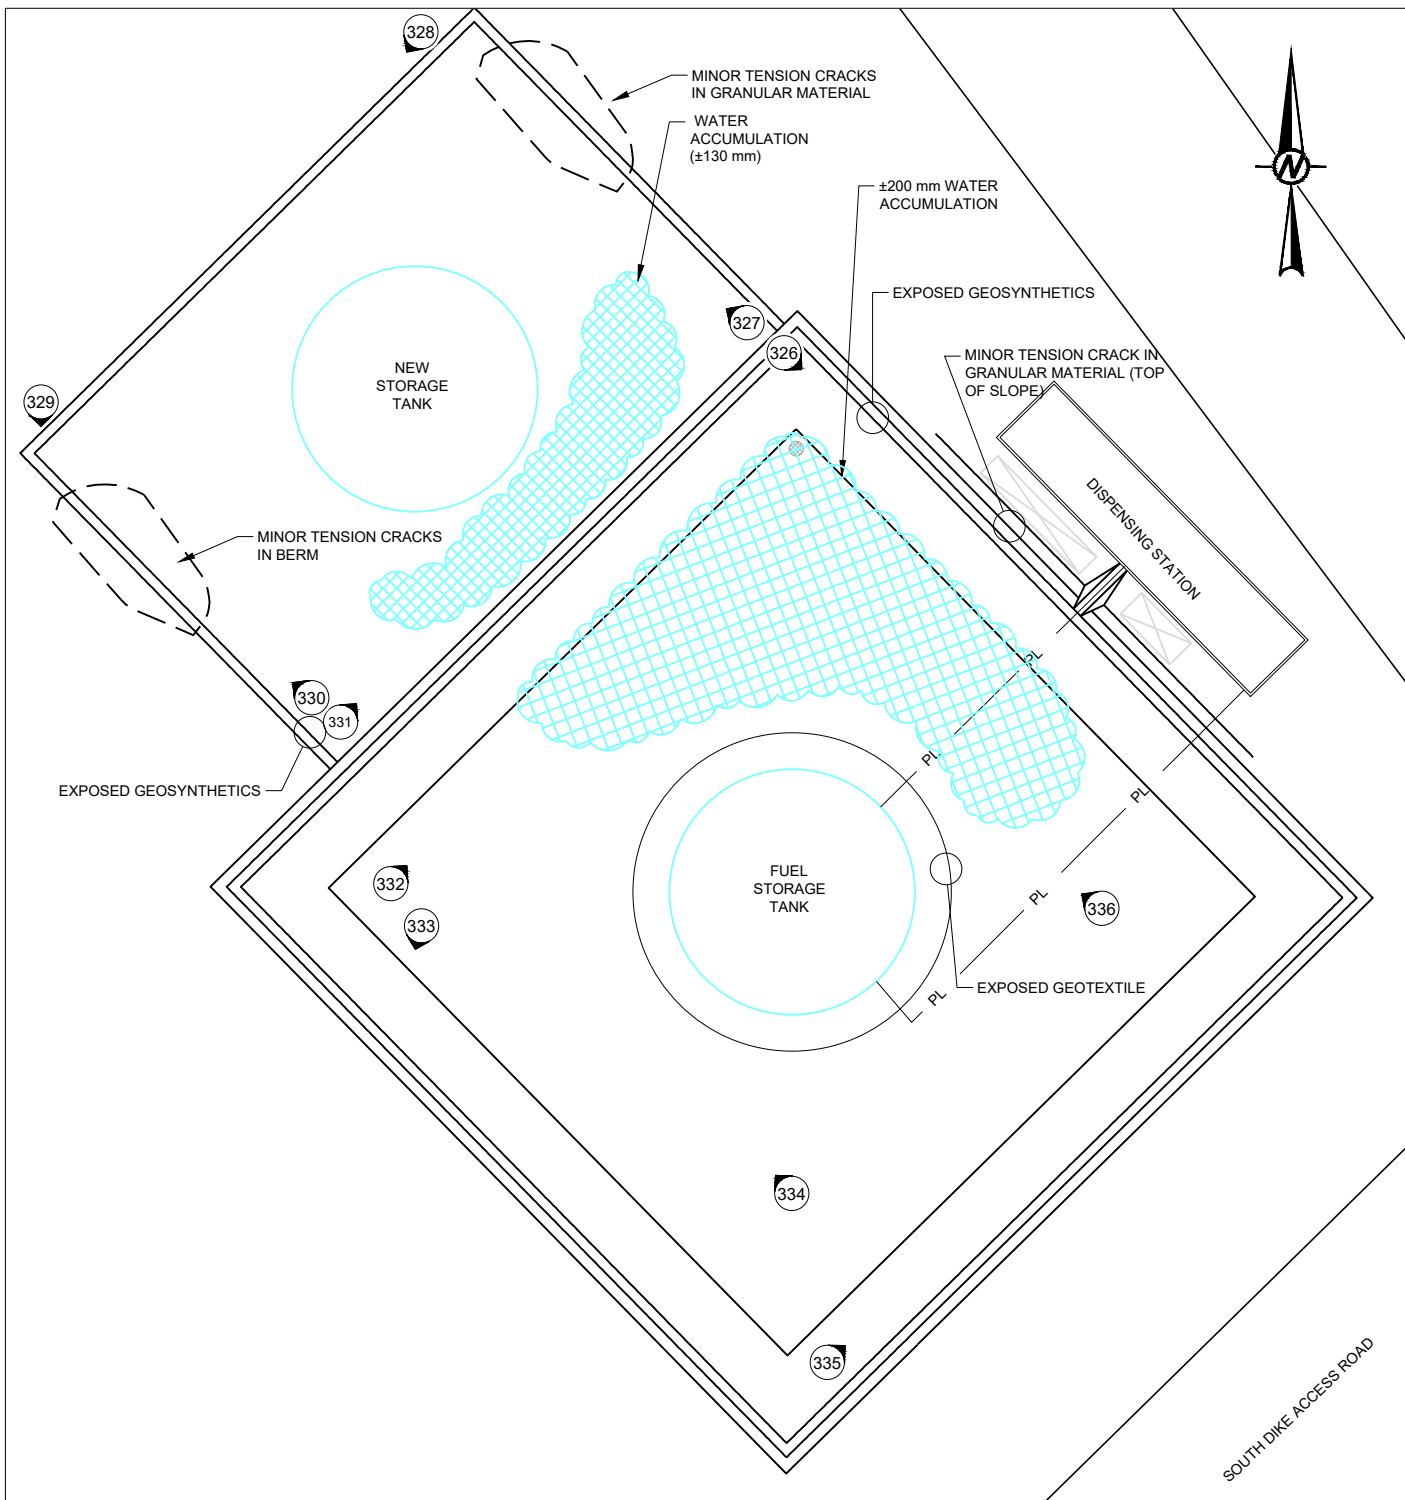 328
MINOR TENSION CRACKS
IN GRANULAR MATERIAL
WATER
ACCUMULATION
(±130 mm)
N
±200 mm WATER
ACCUMULATION
EXPOSED GEOSYNTHETICS
327
326
MINOR TENSION CRACK IN
GRANULAR MATERIAL (TOP
OF SLOPE)
NEW
STORAGE
TANK
329
DISPENSING STATION
MINOR TENSION CRACKS
IN BERM
PL
330
331
EXPOSED GEOSYNTHETICS
PL
PL
FUEL
STORAGE
TANK
332
333
PL
336
EXPOSED GEOTEXTILE
PL
334
335
SOUTH DIKE ACCESS ROAD